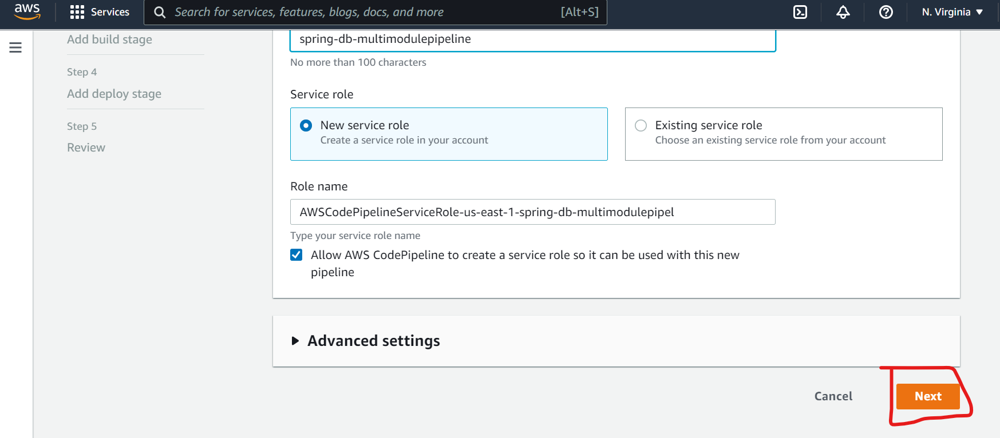 aws Services Search for services, features, blogs, docs, and more [Alt+S] N. Virginia
Add build stage
Step 4
Add deploy stage
Step 5
Review
spring-db-multimodulepipeline
No more than 100 characters
Service role
New service role
Create a service role in your account
Existing service role
Choose an existing service role from your account
Role name
AWSCodePipelineServiceRole-us-east-1-spring-db-multimodulepipel
Type your service role name
Allow AWS CodePipeline to create a service role so it can be used with this new
pipeline
Advanced settings
Cancel Next